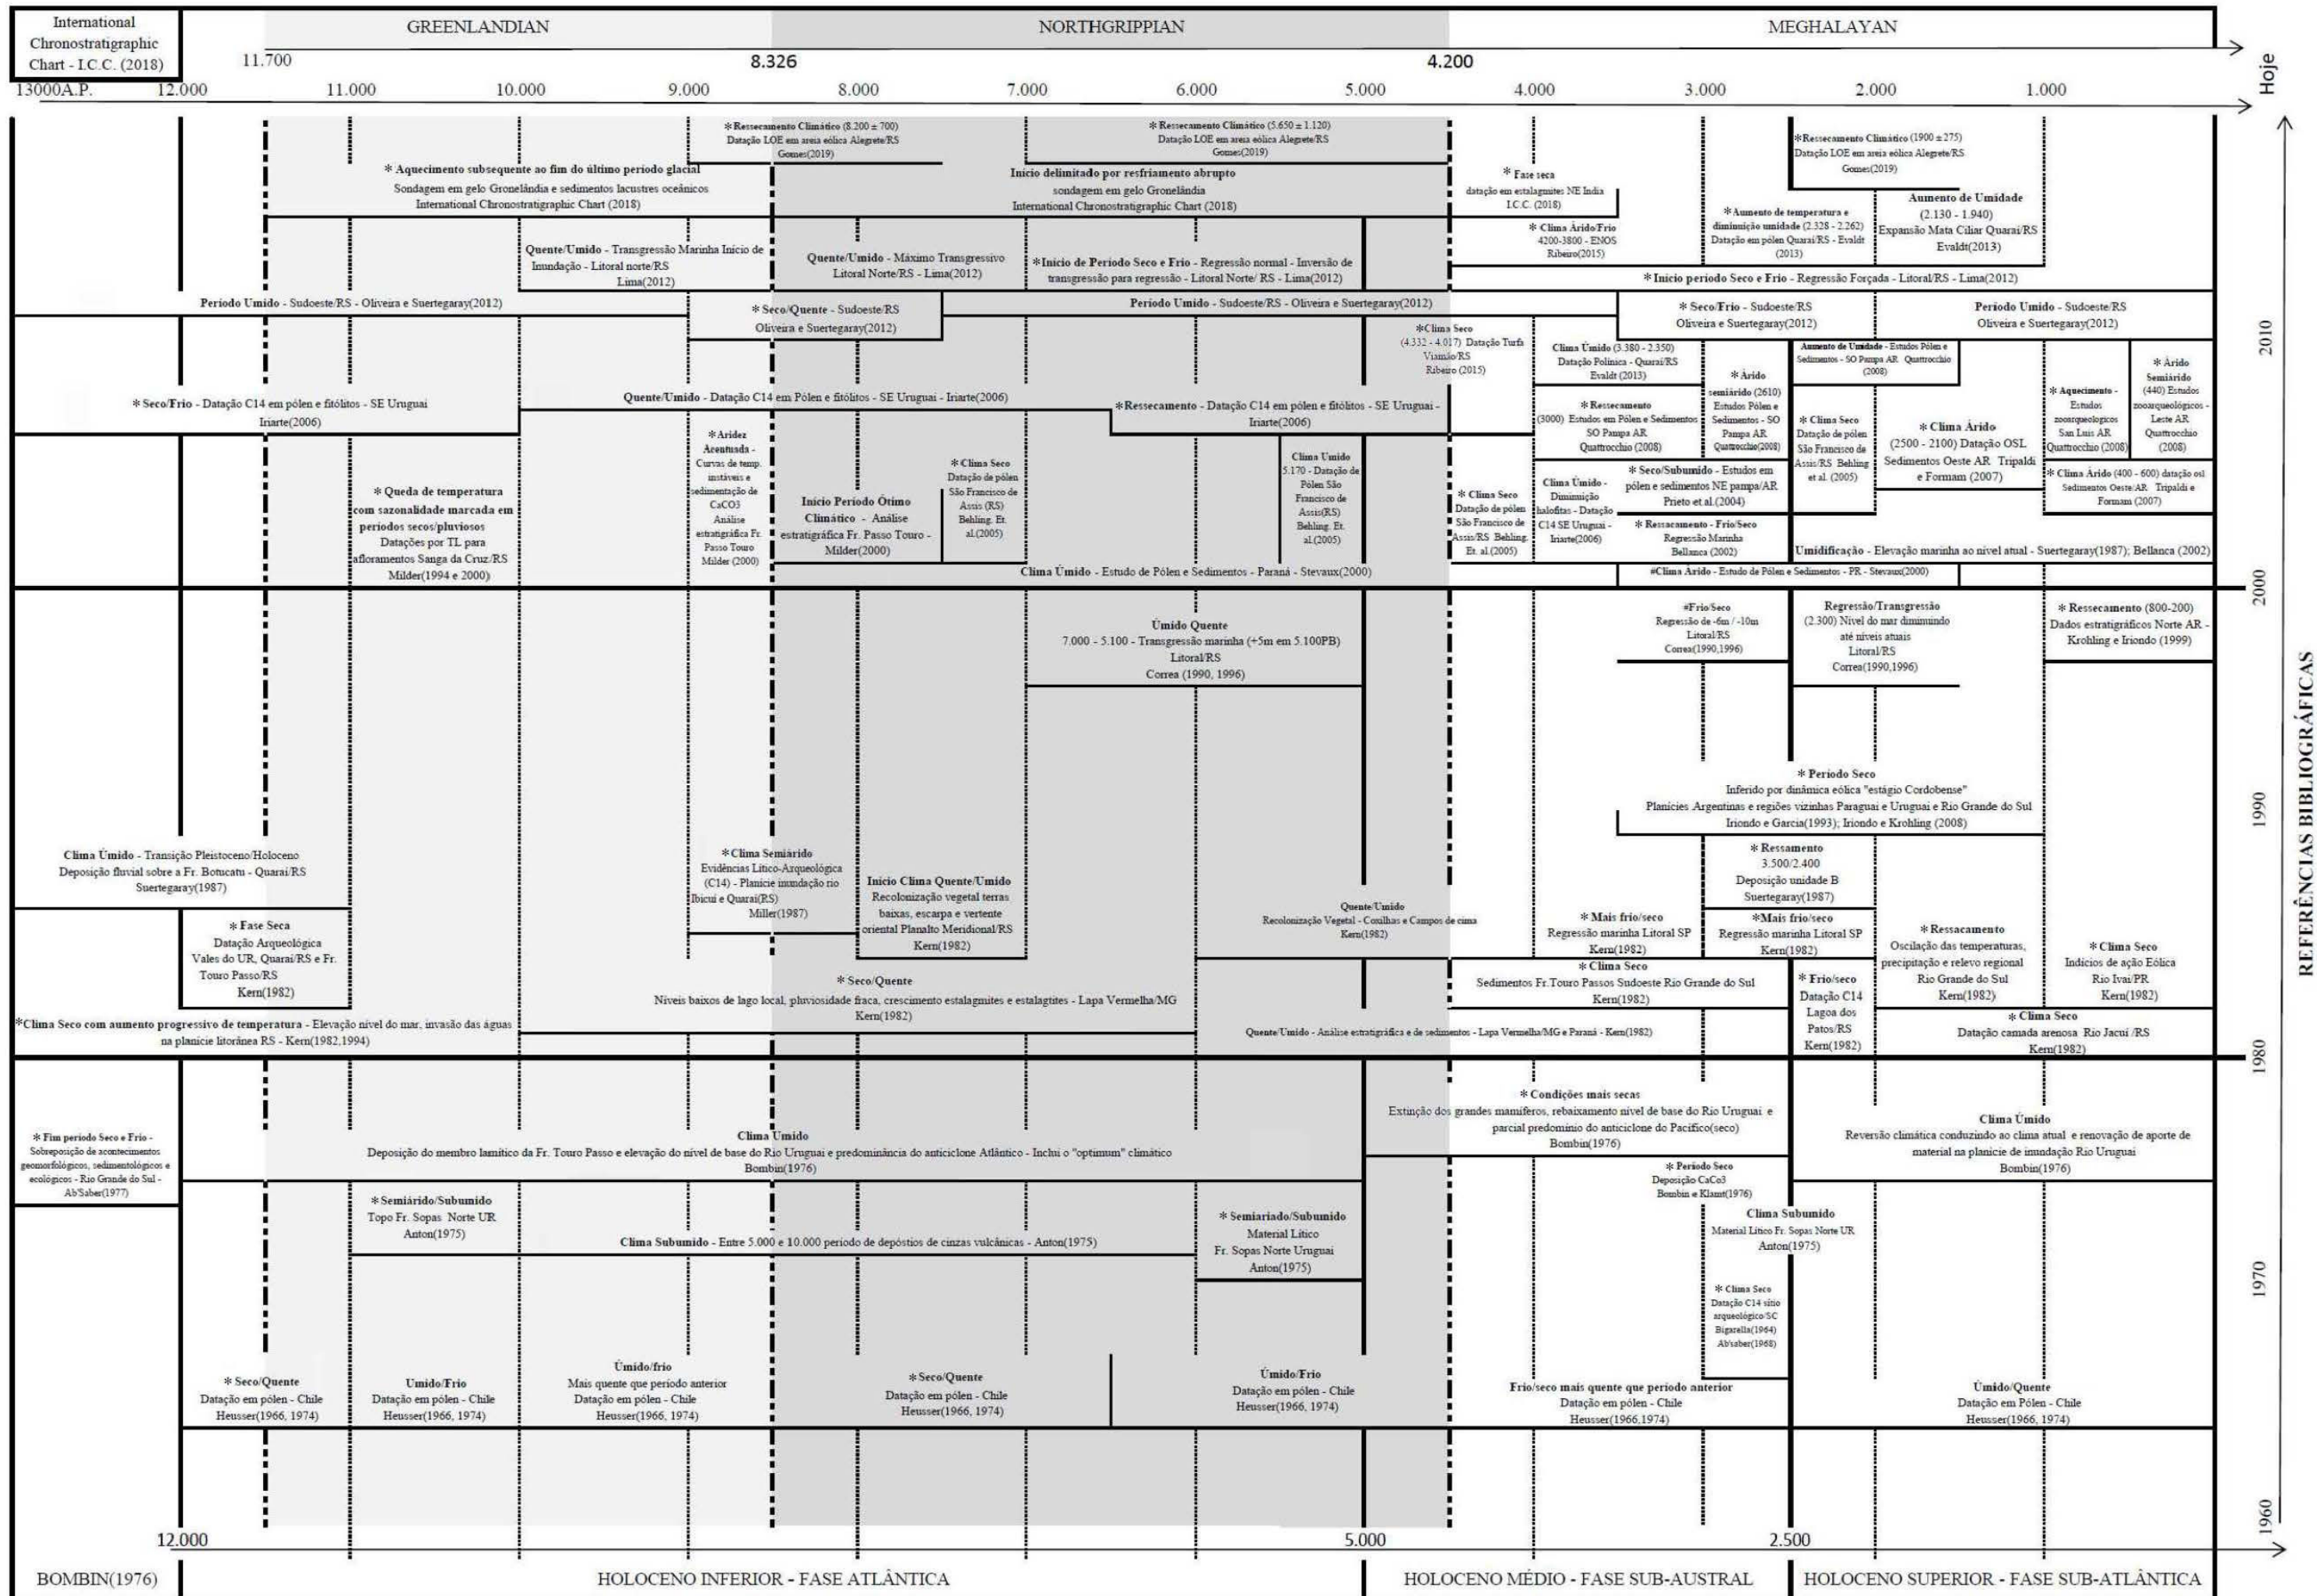 International
Chronostratigraphic
Chart - I.C.C. (2018)
GREENLANDIAN
NORTHGRIPPIAN
MEGHALAYAN
11.700
8.326
4.200
Hoje
13000A.P.
12.000
11.000
10.000
9.000
8.000
7.000
6.000
5.000
4.000
3.000
2.000
1.000
* Ressecamento Climático (8.200 ± 700)
Datação LOE em areia eólica Alegrete/RS
Gomes(2019)
* Ressecamento Climático (5.650 ± 1.120)
Datação LOE em areia eólica Alegrete/RS
Gomes(2019)
*Ressecamento Climático (1900 ± 275)
Datação LOE em areia eólica Alegrete/RS
Gomes(2019)
* Aquecimento subsequente ao fim do último período glacial
Sondagem em gelo Gronelândia e sedimentos lacustres oceânicos
International Chronostratigraphic Chart (2018)
Início delimitado por resfriamento abrupto
sondagem em gelo Gronelândia
International Chronostratigraphic Chart (2018)
* Fase seca
datação em estalagmites NE India
I.C.C. (2018)
* Clima Árido/Frio
4200-3800 - ENOS
Ribeiro(2015)
*Aumento de temperatura e
diminuição umidade (2.328 - 2.262)
Datação em pólen Quaraí/RS - Evaldt
(2013)
Aumento de Umidade
(2.130 - 1.940)
Expansão Mata Ciliar Quaraí/RS
Evaldt(2013)
Quente/Umido - Transgressão Marinha Início de
Inundação - Litoral norte/RS
Lima(2012)
Quente/Umido - Máximo Transgressivo
Litoral Norte/RS - Lima(2012)
*Início de Período Seco e Frio - Regressão normal - Inversão de
transgressão para regressão - Litoral Norte/ RS - Lima(2012)
* Início período Seco e Frio - Regressão Forçada - Litoral/RS - Lima(2012)
Período Umido - Sudoeste/RS - Oliveira e Suertegaray(2012)
* Seco/Quente - Sudoeste/RS
Oliveira e Suertegaray(2012)
Período Umido - Sudoeste/RS - Oliveira e Suertegaray(2012)
* Seco/Frio - Sudoeste/RS
Oliveira e Suertegaray(2012)
Período Umido - Sudoeste/RS
Oliveira e Suertegaray(2012)
2010
*Clima Seco
(4.332 - 4.017) Datação Turfa
Viamão/RS
Ribeiro (2015)
Clima Úmido (3.380 - 2.350)
Datação Polínica - Quaraí/RS
Evaldt (2013)
* Árido
semiárido (2610)
Estudos Pólen e
Sedimentos - SO
Pampa AR
Quattrocchio(2008)
Aumento de Umidade - Estudos Pólen e
Sedimentos - SO Pampa AR Quattrocchio
(2008)
* Aquecimento -
Estudos
zooarqueologicos
San Luis AR
Quattrocchio (2008)
* Árido
Semiárido
(440) Estudos
zooarqueológicos -
Leste AR
Quattrocchio
(2008)
* Seco/Frio - Datação C14 em pólen e fitólitos - SE Uruguai
Iriarte(2006)
Quente/Umido - Datação C14 em Pólen e fitólitos - SE Uruguai - Iriarte(2006)
*Ressecamento - Datação C14 em pólen e fitólitos - SE Uruguai -
Iriarte(2006)
* Ressecamento
(3000) Estudos em Pólen e Sedimentos
SO Pampa AR
Quattrocchio (2008)
* Clima Seco
Datação de pólen
São Francisco de
Assis/RS Behling
et al. (2005)
* Clima Árido
(2500 - 2100) Datação OSL
Sedimentos Oeste AR Tripaldi
e Formam (2007)
* Clima Árido (400 - 600) datação osl
Sedimentos Oeste/AR Tripaldi e
Formam (2007)
* Queda de temperatura
com sazonalidade marcada em
períodos secos/pluviosos
Datações por TL para
afloramentos Sanga da Cruz/RS
Milder(1994 e 2000)
* Aridez
Acentuada -
Curvas de temp.
instáveis e
sedimentação de
CaCO3
Análise
estratigráfica Fr.
Passo Touro
Milder (2000)
Início Período Ótimo
Climático - Análise
estratigráfica Fr. Passo Touro -
Milder(2000)
* Clima Seco
Datação de pólen
São Francisco de
Assis (RS)
Behling. Et.
al.(2005)
Clima Umido
5.170 - Datação de
Pólen São
Francisco de
Assis(RS)
Behling. Et.
al.(2005)
* Clima Seco
Datação de pólen
São Francisco de
Assis/RS Behling.
Et. al.(2005)
Clima Úmido -
Diminuição
halofitas - Datação
C14 SE Uruguai -
Iriarte(2006)
* Seco/Subumido - Estudos em
pólen e sedimentos NE pampa/AR
Prieto et.al.(2004)
* Ressacamento - Frio/Seco
Regressão Marinha
Bellanca (2002)
Umidificação - Elevação marinha ao nível atual - Suertegaray(1987); Bellanca (2002)
Clima Úmido - Estudo de Pólen e Sedimentos - Paraná - Stevaux(2000)
#Clima Árido - Estudo de Pólen e Sedimentos - PR - Stevaux(2000)
2000
Úmido Quente
7.000 - 5.100 - Transgressão marinha (+5m em 5.100PB)
Litoral/RS
Correa (1990, 1996)
#Frio/Seco
Regressão de -6m / -10m
Litoral/RS
Correa(1990,1996)
Regressão/Transgressão
(2.300) Nível do mar diminuindo
até níveis atuais
Litoral/RS
Correa(1990,1996)
* Ressecamento (800-200)
Dados estratigráficos Norte AR -
Krohling e Iriondo (1999)
REFERÊNCIAS BIBLIOGRÁFICAS
* Período Seco
Inferido por dinâmica eólica "estágio Cordobense"
Planícies Argentinas e regiões vizinhas Paraguai e Uruguai e Rio Grande do Sul
Iriondo e Garcia(1993); Iriondo e Krohling (2008)
1990
Clima Úmido - Transição Pleistoceno/Holoceno
Deposição fluvial sobre a Fr. Botucatu - Quaraí/RS
Suertegaray(1987)
* Clima Semiárido
Evidências Lítico-Arqueológica
(C14) - Planície inundação rio
Ibicuí e Quaraí(RS)
Miller(1987)
Início Clima Quente/Umido
Recolonização vegetal terras
baixas, escarpa e vertente
oriental Planalto Meridional/RS
Kern(1982)
Quente/Umido
Recolonização Vegetal - Coxilhas e Campos de cima
Kern(1982)
* Ressamento
3.500/2.400
Deposição unidade B
Suertegaray(1987)
* Fase Seca
Datação Arqueológica
Vales do UR, Quaraí/RS e Fr.
Touro Passo/RS
Kern(1982)
* Mais frio/seco
Regressão marinha Litoral SP
Kern(1982)
*Mais frio/seco
Regressão marinha Litoral SP
Kern(1982)
* Ressacamento
Oscilação das temperaturas,
precipitação e relevo regional
Rio Grande do Sul
Kern(1982)
* Clima Seco
Indícios de ação Eólica
Rio Ivaí/PR
Kern(1982)
* Seco/Quente
Níveis baixos de lago local, pluviosidade fraca, crescimento estalagmites e estalagtites - Lapa Vermelha/MG
Kern(1982)
* Clima Seco
Sedimentos Fr.Touro Passos Sudoeste Rio Grande do Sul
Kern(1982)
* Frio/seco
Datação C14
Lagoa dos
Patos/RS
Kern(1982)
*Clima Seco com aumento progressivo de temperatura - Elevação nível do mar, invasão das águas
na planície litorânea RS - Kern(1982,1994)
Quente/Umido - Análise estratigráfica e de sedimentos - Lapa Vermelha/MG e Paraná - Kern(1982)
* Clima Seco
Datação camada arenosa Rio Jacuí /RS
Kern(1982)
1980
* Fim período Seco e Frio -
Sobreposição de acontecimentos
geomorfológicos, sedimentológicos e
ecológicos - Rio Grande do Sul -
Ab'Saber(1977)
Clima Umido
Deposição do membro lamítico da Fr. Touro Passo e elevação do nível de base do Rio Uruguai e predominância do anticiclone Atlântico - Inclui o "optimum" climático
Bombin(1976)
* Condições mais secas
Extinção dos grandes mamíferos, rebaixamento nível de base do Rio Uruguai e
parcial predomínio do anticiclone do Pacífico(seco)
Bombin(1976)
Clima Úmido
Reversão climática conduzindo ao clima atual e renovação de aporte de
material na planície de inundação Rio Uruguai
Bombin(1976)
* Período Seco
Deposição CaCo3
Bombin e Klamt(1976)
* Semiárido/Subumido
Topo Fr. Sopas Norte UR
Anton(1975)
Clima Subumido - Entre 5.000 e 10.000 período de depóstios de cinzas vulcânicas - Anton(1975)
* Semiariado/Subumido
Material Lítico
Fr. Sopas Norte Uruguai
Anton(1975)
Clima Subumido
Material Lítico Fr. Sopas Norte UR
Anton(1975)
1970
* Clima Seco
Datação C14 sítio
arqueológico/SC
Bigarella(1964)
Ab'saber(1968)
* Seco/Quente
Datação em pólen - Chile
Heusser(1966, 1974)
Umido/Frio
Datação em pólen - Chile
Heusser(1966, 1974)
Úmido/frio
Mais quente que período anterior
Datação em pólen - Chile
Heusser(1966, 1974)
* Seco/Quente
Datação em pólen - Chile
Heusser(1966, 1974)
Úmido/Frio
Datação em pólen - Chile
Heusser(1966, 1974)
Frio/seco mais quente que período anterior
Datação em pólen - Chile
Heusser(1966,1974)
Úmido/Quente
Datação em Pólen - Chile
Heusser(1966, 1974)
1960
12.000
5.000
2.500
BOMBIN(1976)
HOLOCENO INFERIOR - FASE ATLÂNTICA
HOLOCENO MÉDIO - FASE SUB-AUSTRAL
HOLOCENO SUPERIOR - FASE SUB-ATLÂNTICA